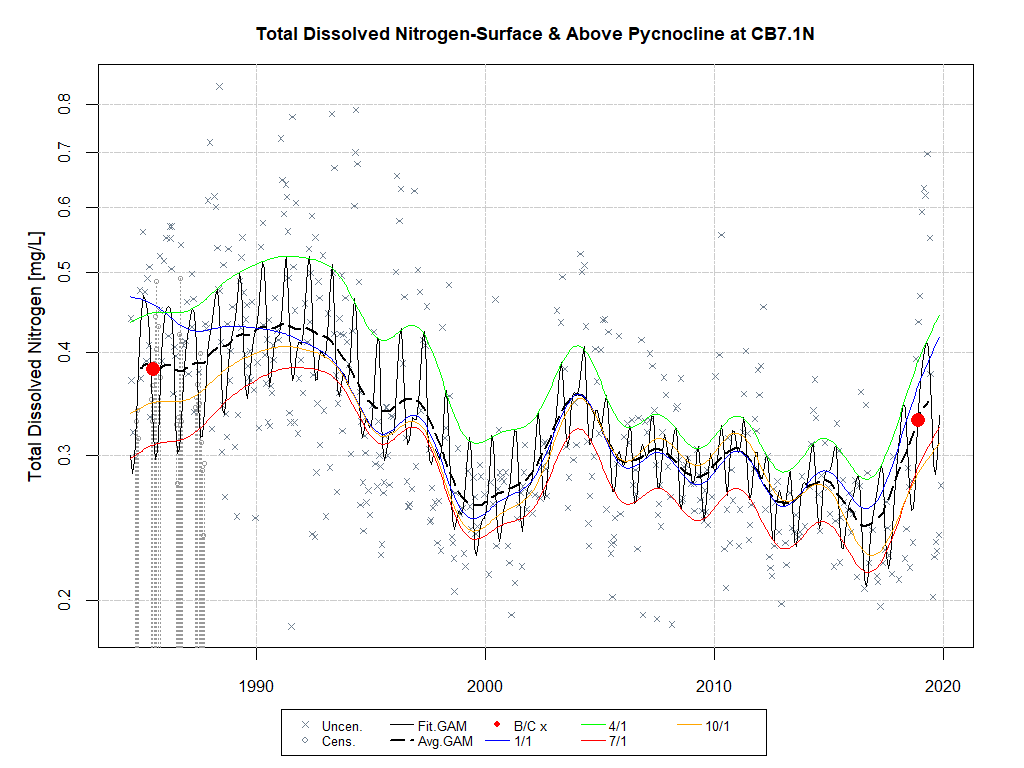 Total Dissolved Nitrogen-Surface & Above Pycnocline at CB7.1N
Total Dissolved Nitrogen [mg/L]
0.8
0.7
0.6
0.5
0.4
0.3
0.2
1990 2000 2010 2020
Uncen. Fit.GAM B/C x 4/1 10/1
Cens. Avg.GAM 1/1 7/1